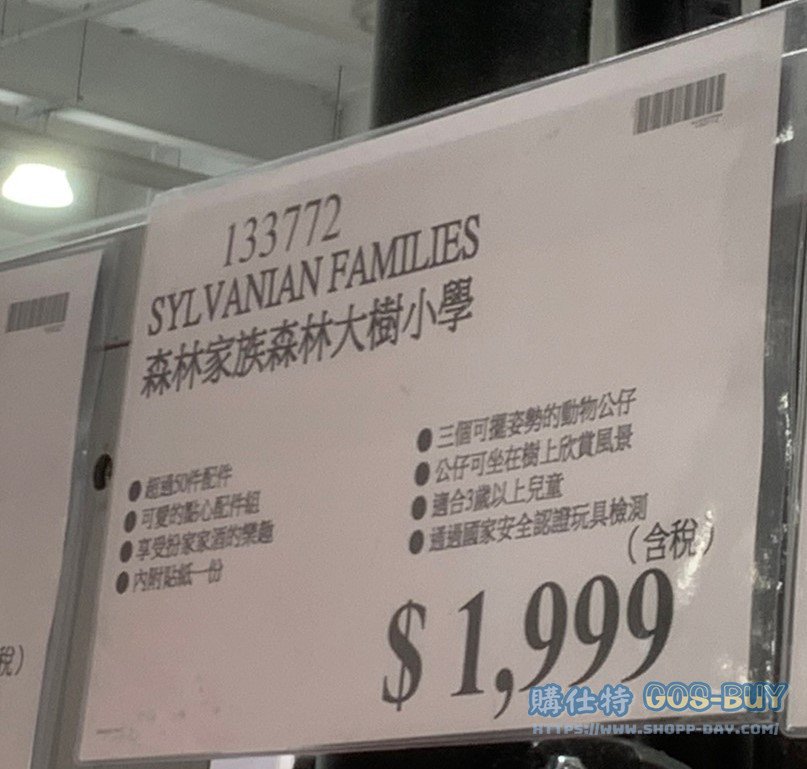 133772
SYLVANIAN FAMILIES
森林家族森林大樹小學
●超過50件配件
●可愛的點心配件組
●享受扮家家酒的樂趣
●內附貼紙一份
●三個可擺姿勢的動物公仔
●公仔可坐在樹上欣賞風景
●適合3歲以上兒童
●通過國家安全認證玩具檢測
(含稅)
$1,999
稅)
購仕特 GOS-BUY
HTTPS://WWW.SHOPP-DAY.COM/